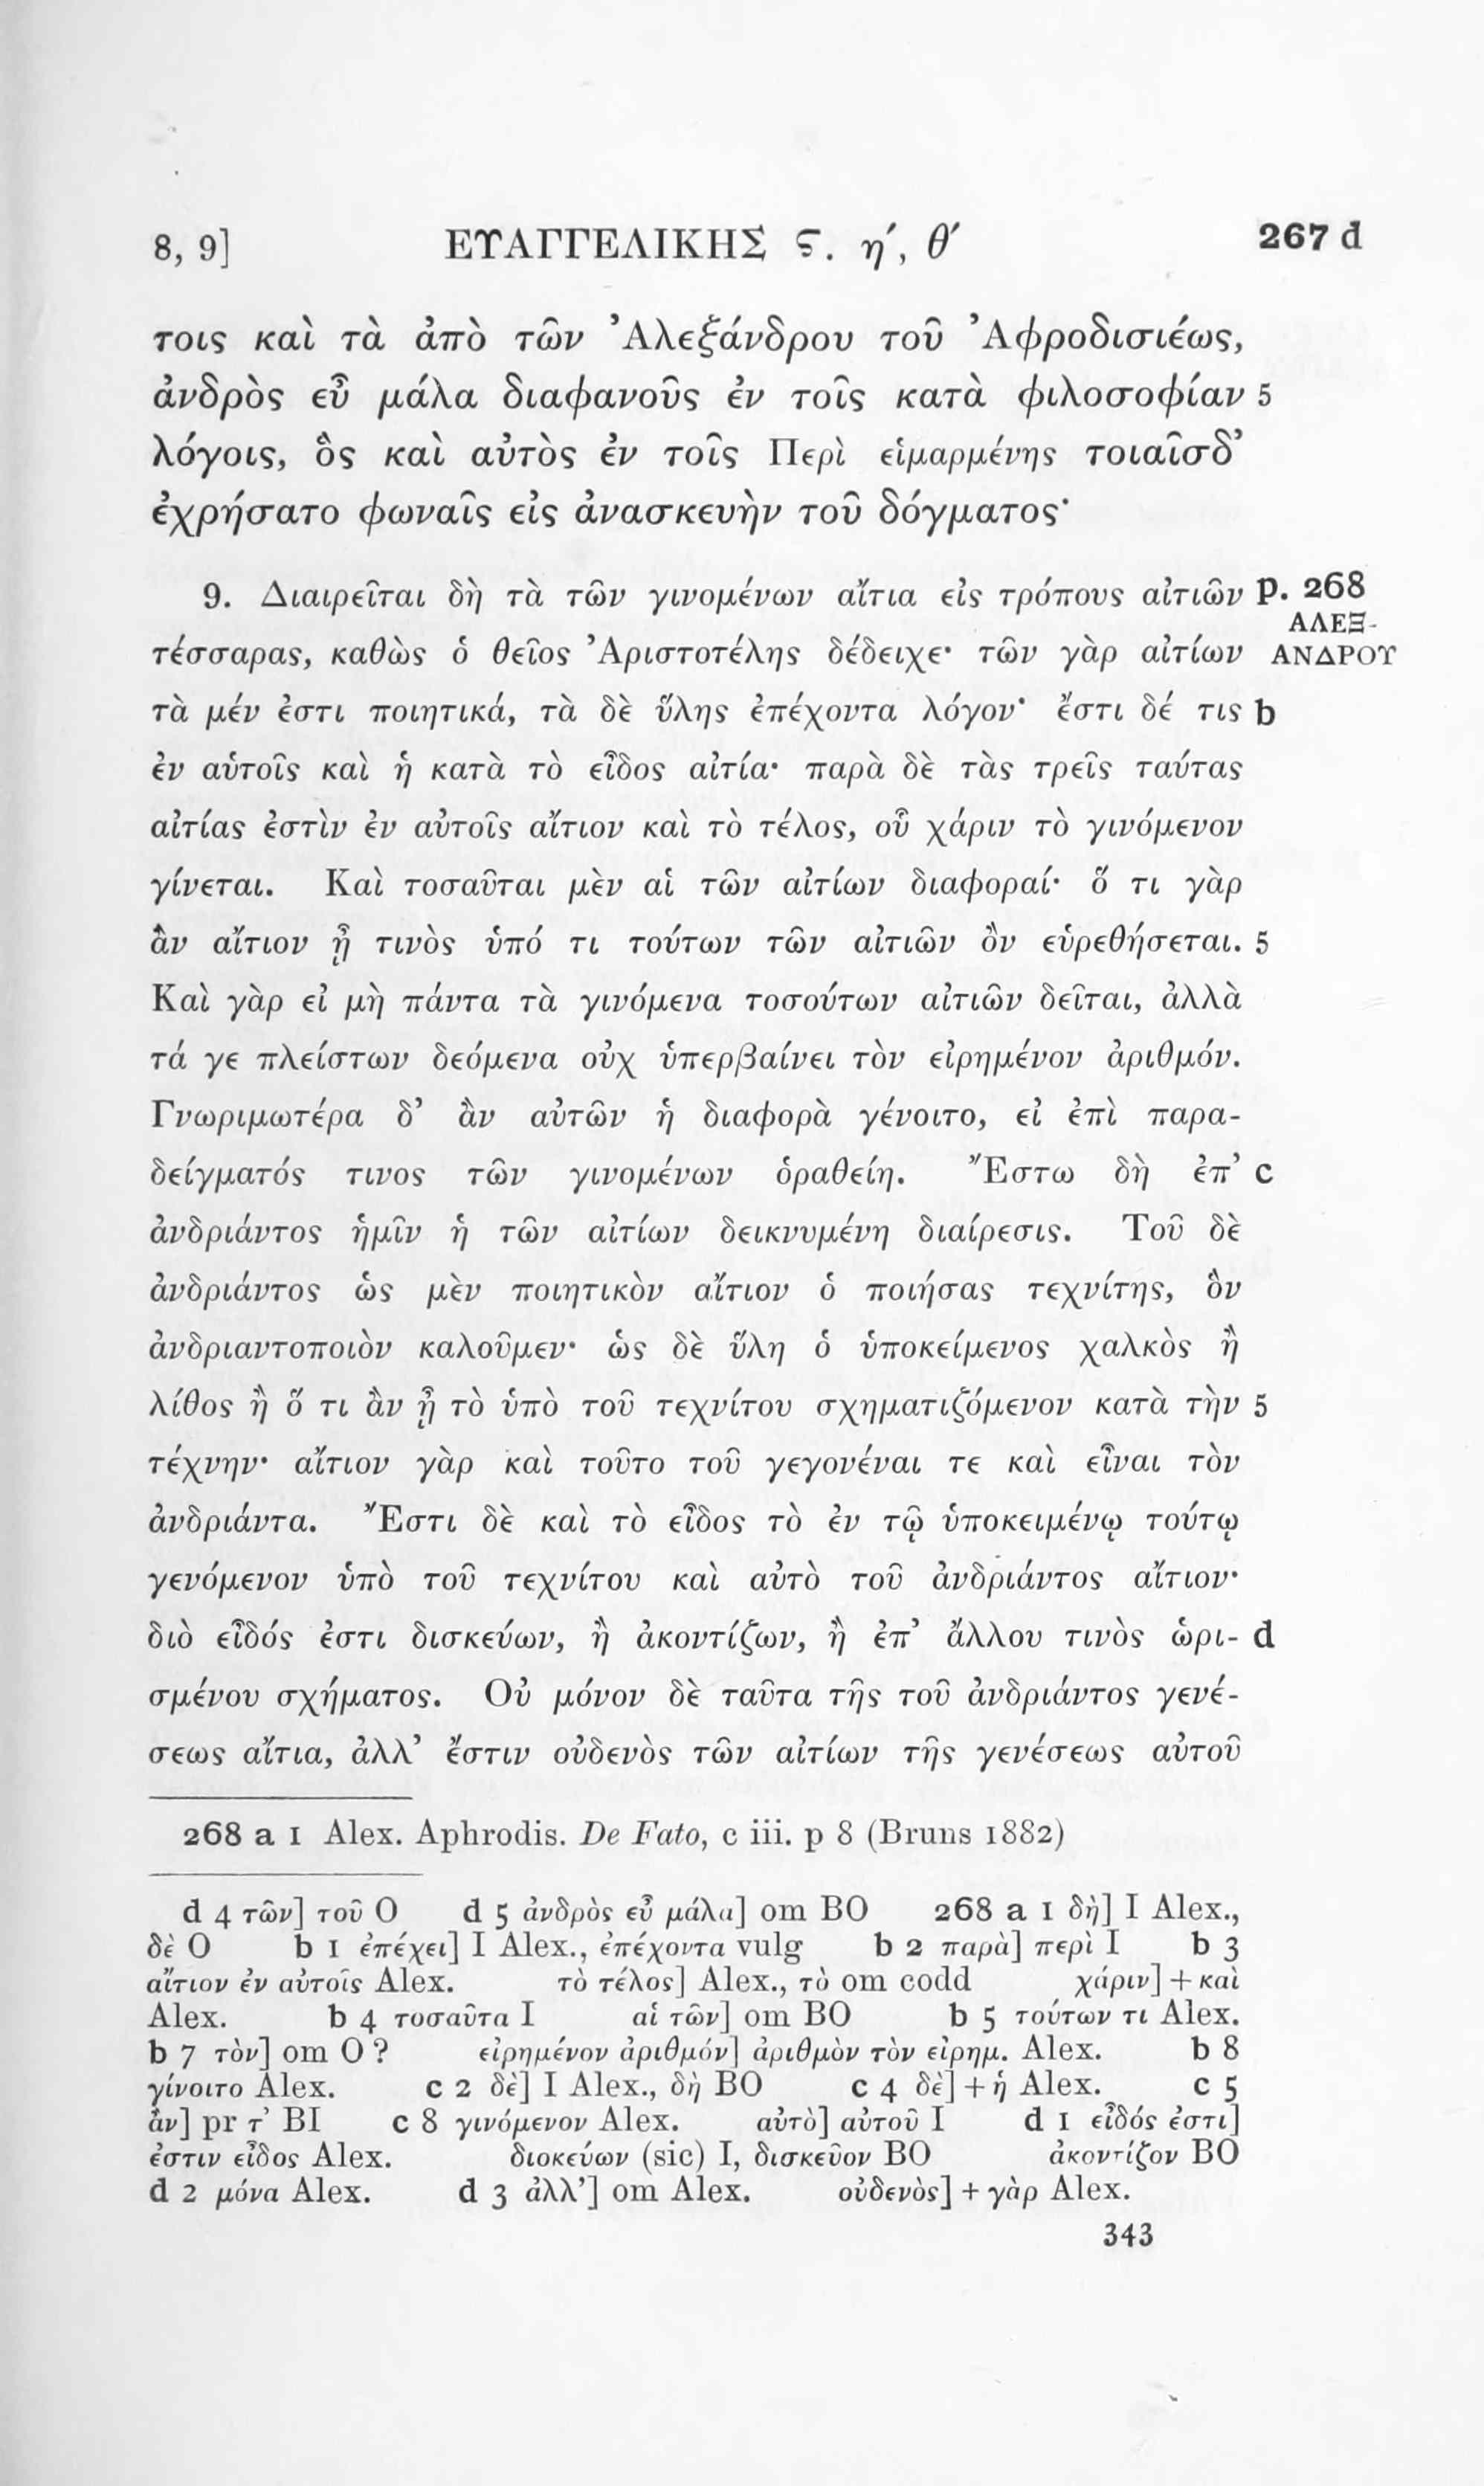 8, 9] ΕΥΑΓΓΕΛΙΚΗΣ ϛ. η′, θ′ 267 d
τοις καὶ τὰ ἀπὸ τῶν Ἀλεξάνδρου τοῦ Ἀφροδισιέως,
ἀνδρὸς εὖ μάλα διαφανοῦς ἐν τοῖς κατὰ φιλοσοφίαν 5
λόγοις, ὃς καὶ αὐτὸς ἐν τοῖς Περὶ εἱμαρμένης τοιαῖσδ’
ἐχρήσατο φωναῖς εἰς ἀνασκευὴν τοῦ δόγματος·
9. Διαιρεῖται δὴ τὰ τῶν γινομένων αἴτια εἰς τρόπους αἰτιῶν p. 268
ΑΛΕΞ-
τέσσαρας, καθὼς ὁ θεῖος Ἀριστοτέλης δέδειχε· τῶν γὰρ αἰτίων ΑΝΔΡΟΥ
τὰ μέν ἐστι ποιητικά, τὰ δὲ ὕλης ἐπέχοντα λόγον· ἔστι δέ τις b
ἐν αὑτοῖς καὶ ἡ κατὰ τὸ εἶδος αἰτία· παρὰ δὲ τὰς τρεῖς ταύτας
αἰτίας ἐστὶν ἐν αὐτοῖς αἴτιον καὶ τὸ τέλος, οὗ χάριν τὸ γινόμενον
γίνεται. Καὶ τοσαῦται μὲν αἱ τῶν αἰτίων διαφοραί· ὅ τι γὰρ
ἂν αἴτιον ᾖ τινὸς ὑπό τι τούτων τῶν αἰτιῶν ὂν εὑρεθήσεται. 5
Καὶ γὰρ εἰ μὴ πάντα τὰ γινόμενα τοσούτων αἰτιῶν δεῖται, ἀλλὰ
τά γε πλείστων δεόμενα οὐχ ὑπερβαίνει τὸν εἰρημένον ἀριθμόν.
Γνωριμωτέρα δ’ ἂν αὐτῶν ἡ διαφορὰ γένοιτο, εἰ ἐπὶ παρα-
δείγματός τινος τῶν γινομένων ὁραθείη. Ἔστω δὴ ἐπ’ c
ἀνδριάντος ἡμῖν ἡ τῶν αἰτίων δεικνυμένη διαίρεσις. Τοῦ δὲ
ἀνδριάντος ὡς μὲν ποιητικὸν αἴτιον ὁ ποιήσας τεχνίτης, ὃν
ἀνδριαντοποιὸν καλοῦμεν· ὡς δὲ ὕλη ὁ ὑποκείμενος χαλκὸς ἢ
λίθος ἢ ὅ τι ἂν ᾖ τὸ ὑπὸ τοῦ τεχνίτου σχηματιζόμενον κατὰ τὴν 5
τέχνην· αἴτιον γὰρ καὶ τοῦτο τοῦ γεγονέναι τε καὶ εἶναι τὸν
ἀνδριάντα. Ἔστι δὲ καὶ τὸ εἶδος τὸ ἐν τῷ ὑποκειμένῳ τούτῳ
γενόμενον ὑπὸ τοῦ τεχνίτου καὶ αὐτὸ τοῦ ἀνδριάντος αἴτιον·
διὸ εἶδός ἐστι δισκεύων, ἢ ἀκοντίζων, ἢ ἐπ’ ἄλλου τινὸς ὡρι- d
σμένου σχήματος. Οὐ μόνον δὲ ταῦτα τῆς τοῦ ἀνδριάντος γενέ-
σεως αἴτια, ἀλλ’ ἔστιν οὐδενὸς τῶν αἰτίων τῆς γενέσεως αὐτοῦ
268 a 1 Alex. Aphrodis. De Fato, c iii. p 8 (Bruns 1882)
d 4 τῶν] τοῦ O d 5 ἀνδρὸς εὖ μάλα] om BO 268 a 1 δὴ] I Alex.,
δὲ O b 1 ἐπέχει] I Alex., ἐπέχοντα vulg b 2 παρὰ] περὶ I b 3
αἴτιον ἐν αὐτοῖς Alex. τὸ τέλος] Alex., τὸ om codd χάριν] + καὶ
Alex. b 4 τοσαῦτα I αἱ τῶν] om BO b 5 τούτων τι Alex.
b 7 τὸν] om O ? εἰρημένον ἀριθμόν] ἀριθμὸν τὸν εἰρημ. Alex. b 8
γίνοιτο Alex. c 2 δὲ] I Alex., δὴ BO c 4 δὲ] + ἡ Alex. c 5
ἂν] pr τ’ BI c 8 γινόμενον Alex. αὐτὸ] αὐτοῦ I d 1 εἶδός ἐστι]
ἐστιν εἶδος Alex. διοκεύων (sic) I, δισκεῦον BO ἀκοντίζον BO
d 2 μόνα Alex. d 3 ἀλλ’] om Alex. οὐδενὸς] + γὰρ Alex.
343